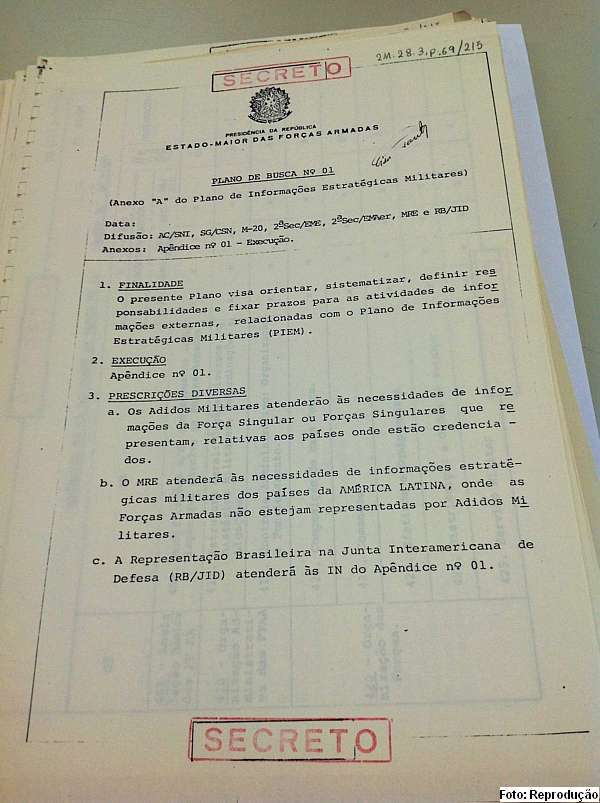 2M.28.3.p.69/215
SECRETO
PRESIDÊNCIA DA REPÚBLICA
ESTADO-MAIOR DAS FORÇAS ARMADAS
PLANO DE BUSCA Nº 01
(Anexo "A" do Plano de Informações Estratégicas Militares)
Data:
Difusão: AC/SNI, SG/CSN, M-20, 2ªSec/EME, 2ªSec/EMAer, MRE e RB/JID
Anexos: Apêndice nº 01 - Execução.
1. FINALIDADE
O presente Plano visa orientar, sistematizar, definir res
ponsabilidades e fixar prazos para as atividades de infor
mações externas, relacionadas com o Plano de Informações
Estratégicas Militares (PIEM).
2. EXECUÇÃO
Apêndice nº 01.
3. PRESCRIÇÕES DIVERSAS
a. Os Adidos Militares atenderão às necessidades de infor
mações da Força Singular ou Forças Singulares que re
presentam, relativas aos países onde estão credencia -
dos.
b. O MRE atenderá às necessidades de informações estraté-
gicas militares dos países da AMÉRICA LATINA, onde as
Forças Armadas não estejam representadas por Adidos Mi
litares.
c. A Representação Brasileira na Junta Interamericana de
Defesa (RB/JID) atenderá às IN do Apêndice nº 01.
SECRETO
Foto: Reprodução